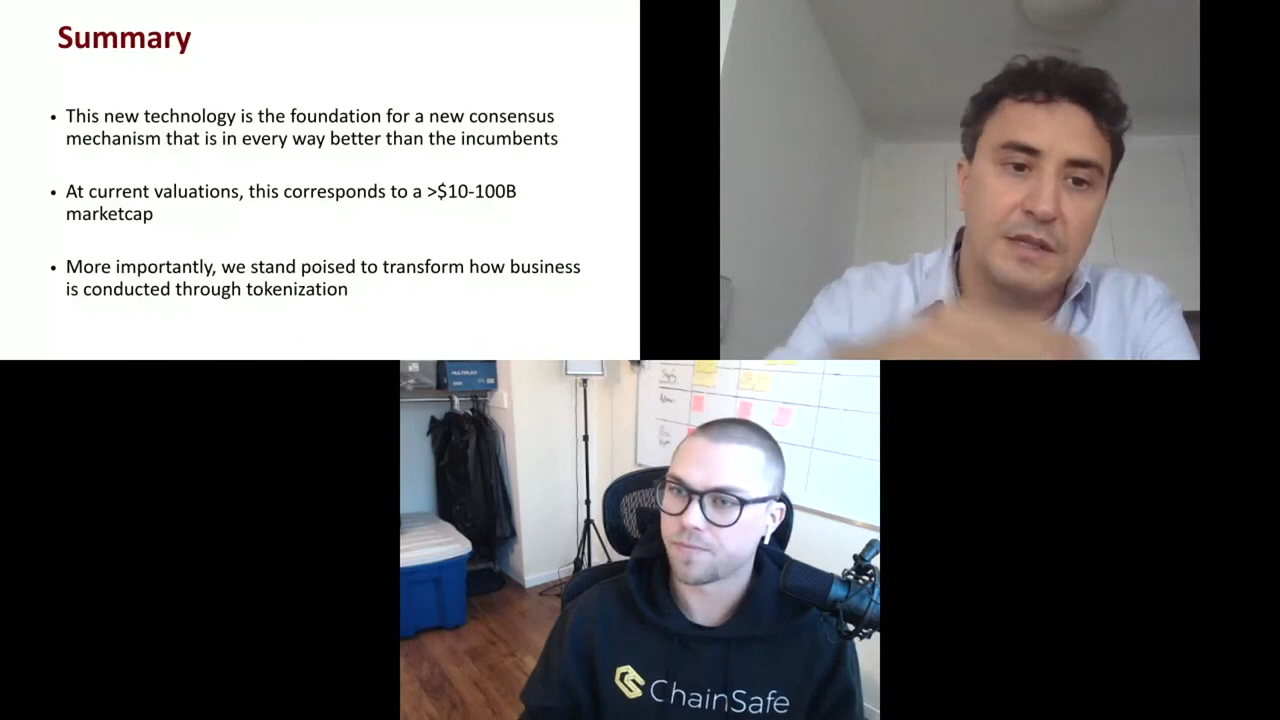 Summary
• This new technology is the foundation for a new consensus
mechanism that is in every way better than the incumbents
• At current valuations, this corresponds to a >$10-100B
marketcap
• More importantly, we stand poised to transform how business
is conducted through tokenization
MULTIPLEX
ChainSafe